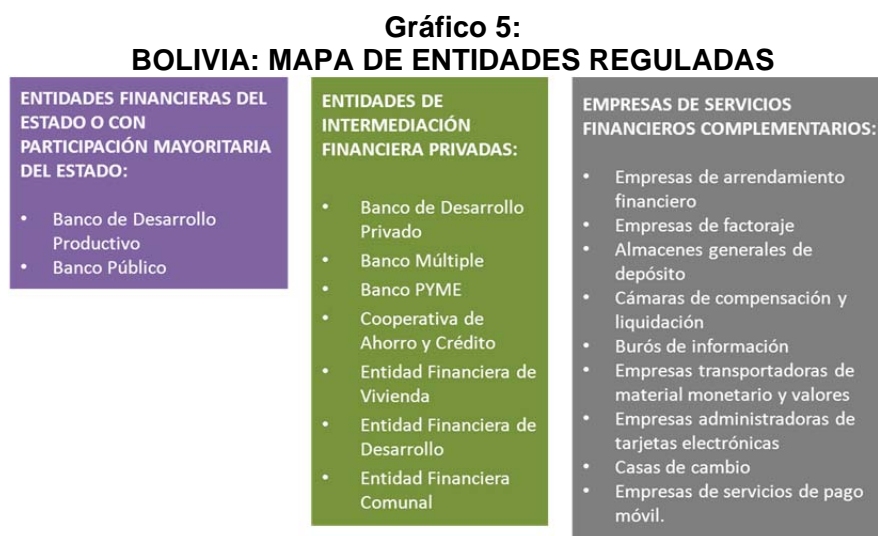 Gráfico 5:
BOLIVIA: MAPA DE ENTIDADES REGULADAS
ENTIDADES FINANCIERAS DEL
ESTADO O CON
PARTICIPACIÓN MAYORITARIA
DEL ESTADO:
• Banco de Desarrollo
Productivo
• Banco Público
ENTIDADES DE
INTERMEDIACIÓN
FINANCIERA PRIVADAS:
• Banco de Desarrollo
Privado
• Banco Múltiple
• Banco PYME
• Cooperativa de
Ahorro y Crédito
• Entidad Financiera de
Vivienda
• Entidad Financiera de
Desarrollo
• Entidad Financiera
Comunal
EMPRESAS DE SERVICIOS
FINANCIEROS COMPLEMENTARIOS:
• Empresas de arrendamiento
financiero
• Empresas de factoraje
• Almacenes generales de
depósito
• Cámaras de compensación y
liquidación
• Burós de información
• Empresas transportadoras de
material monetario y valores
• Empresas administradoras de
tarjetas electrónicas
• Casas de cambio
• Empresas de servicios de pago
móvil.